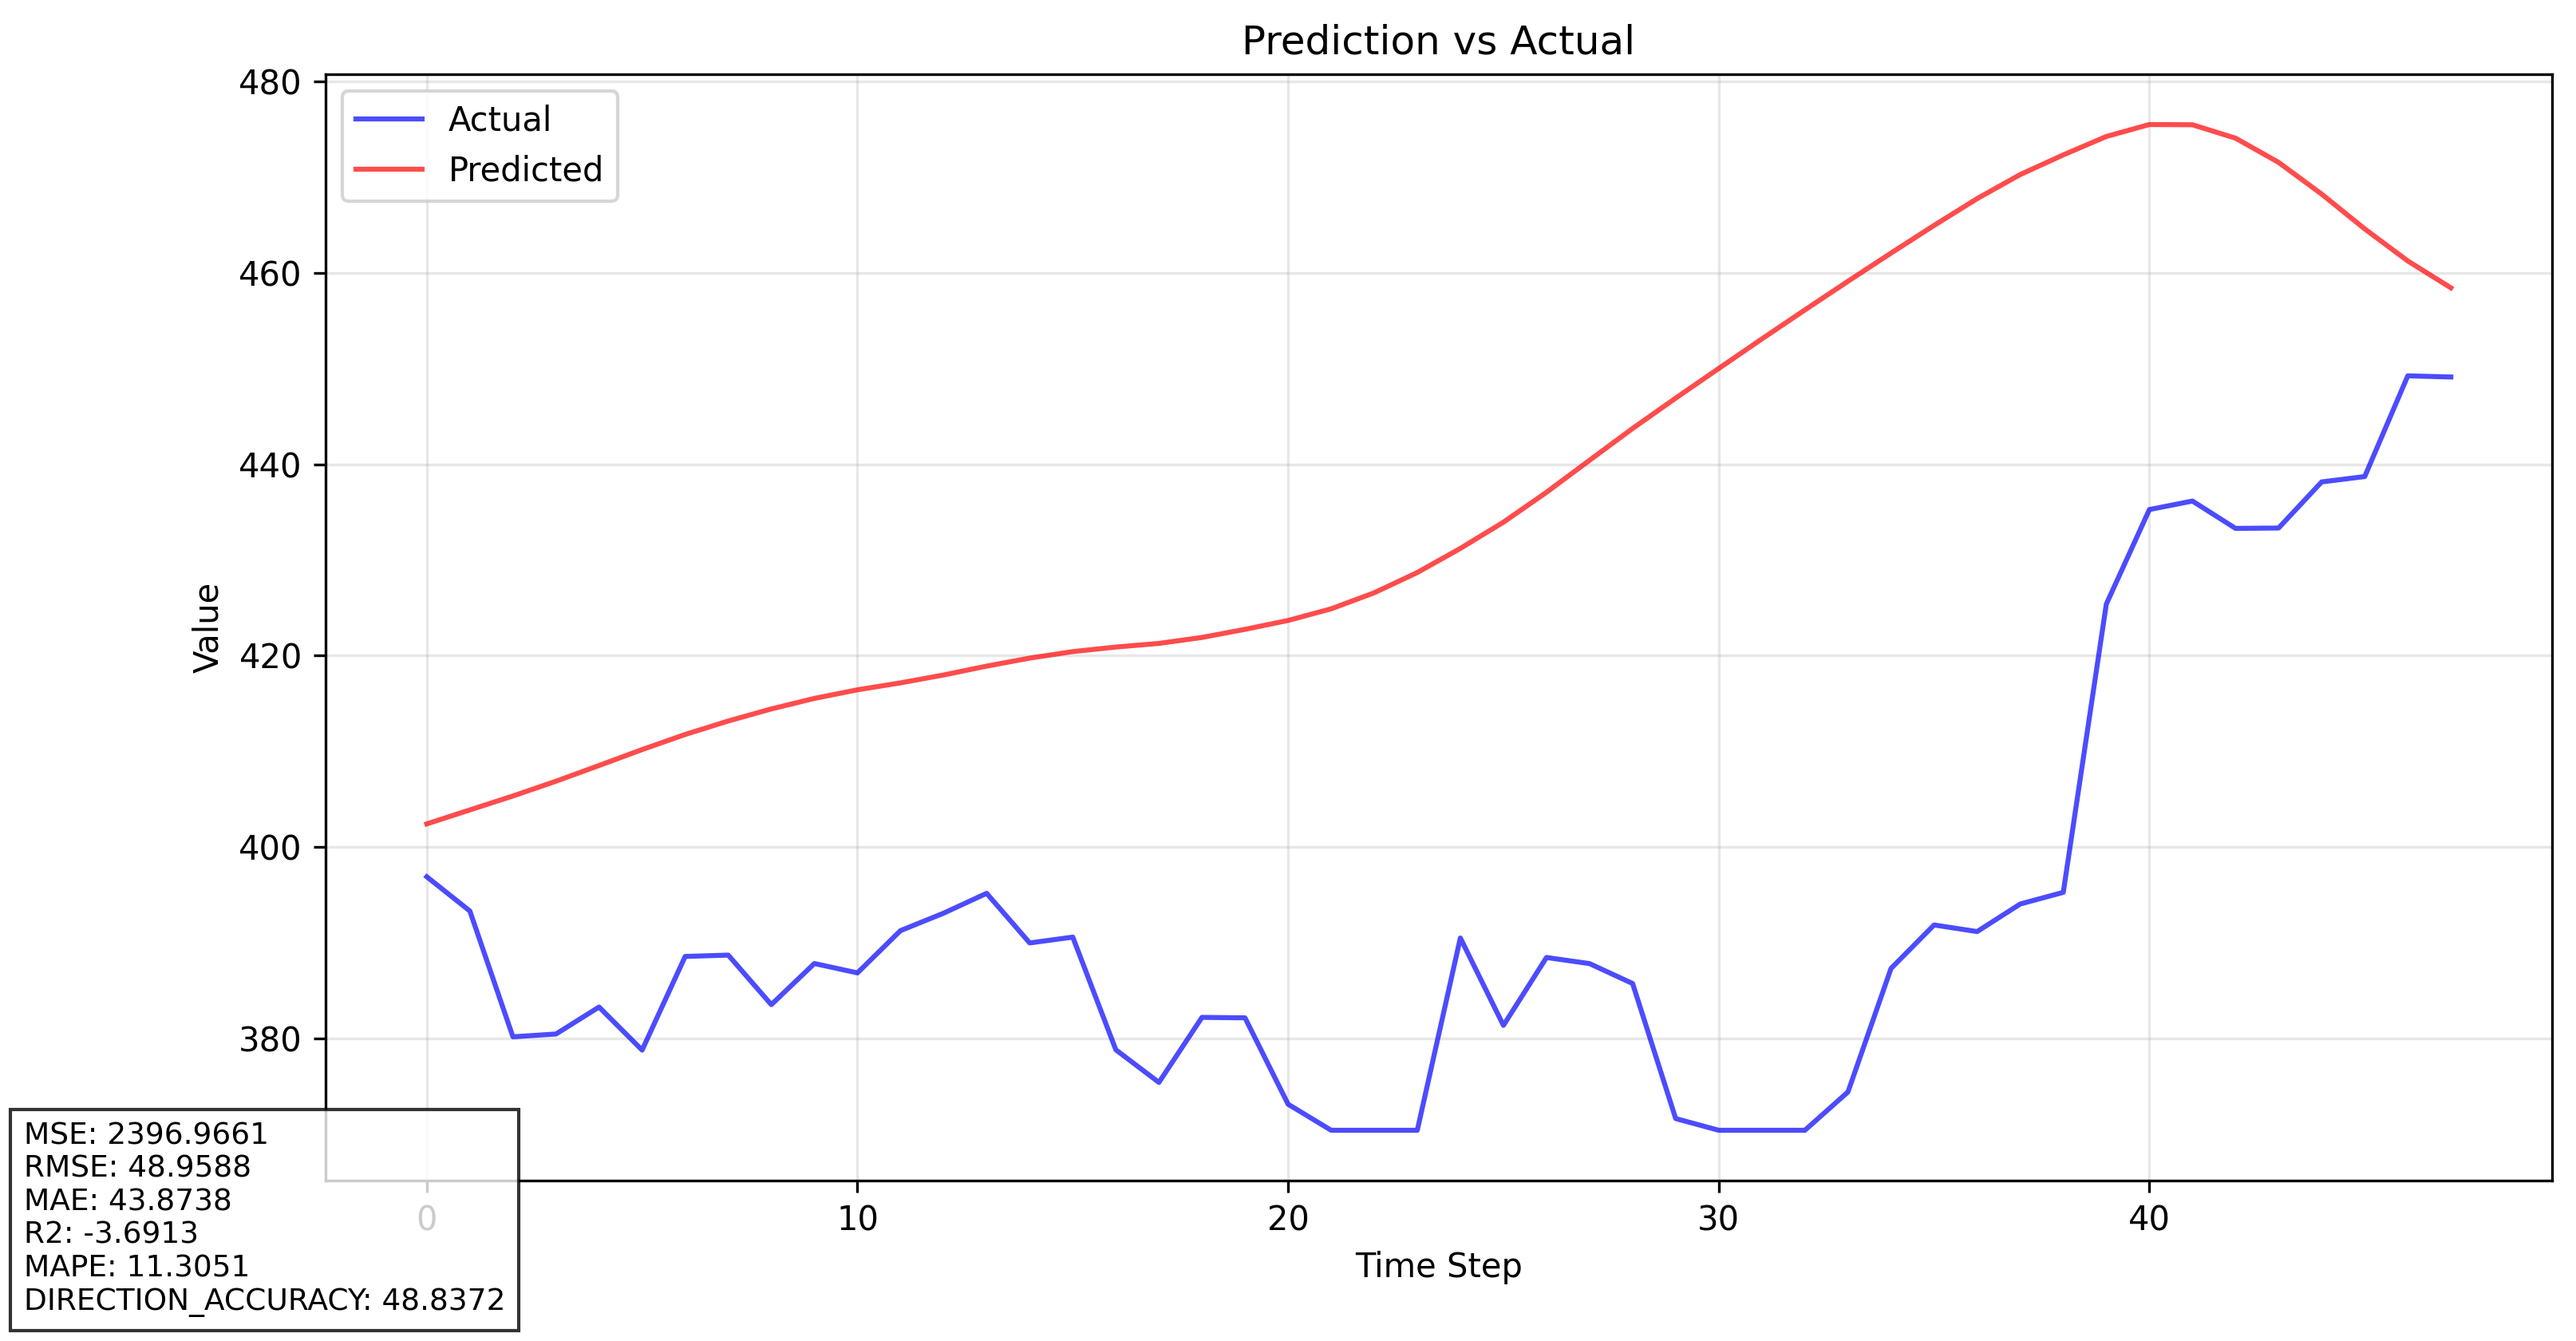 Prediction vs Actual
480
460
440
420
400
380
Value
Actual
Predicted
0
10
20
30
40
Time Step
MSE: 2396.9661
RMSE: 48.9588
MAE: 43.8738
R2: -3.6913
MAPE: 11.3051
DIRECTION_ACCURACY: 48.8372